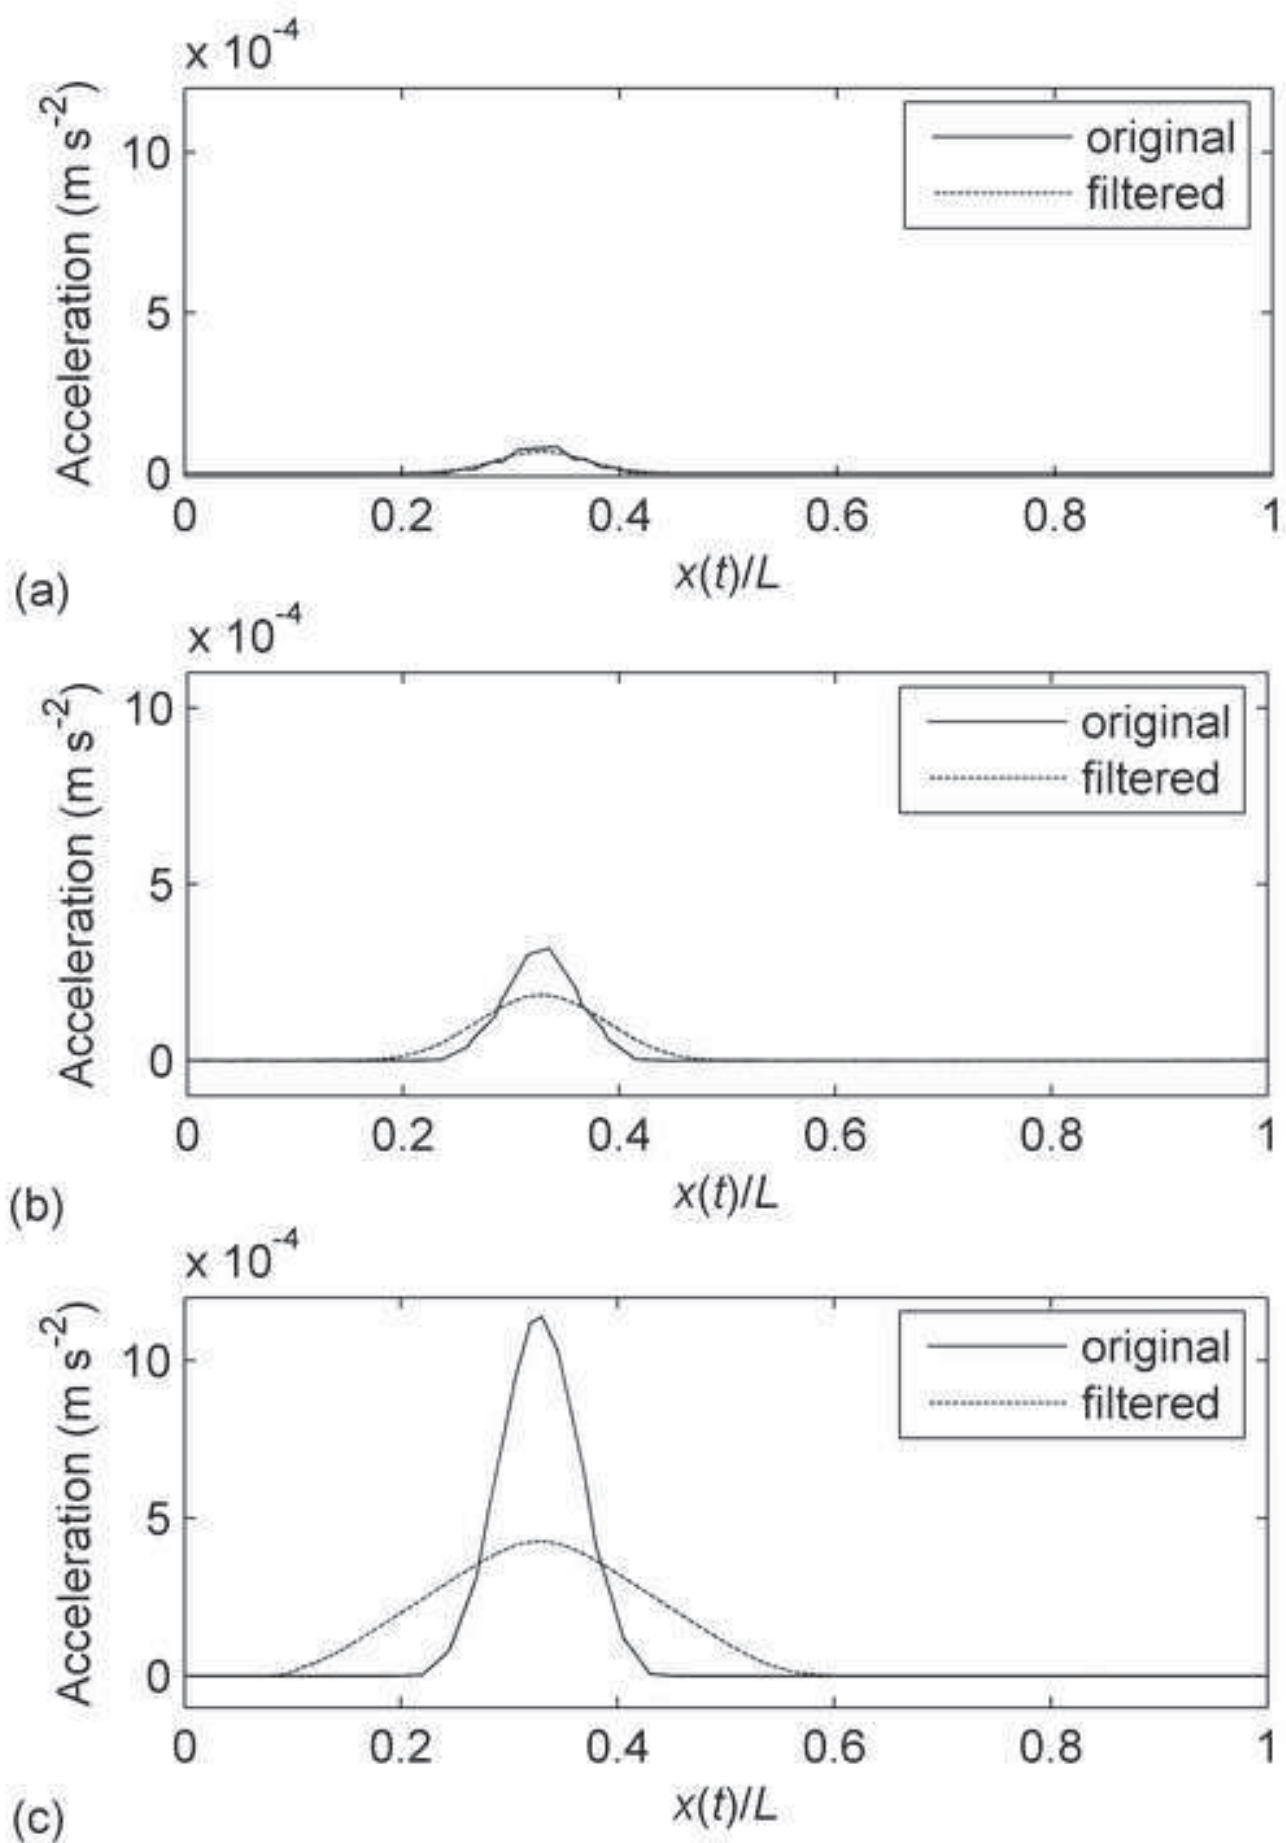 x 10-4
Acceleration (m s-2)
10
5
0
original
filtered
0 0.2 0.4 0.6 0.8 1
x(t)/L
(a)
x 10-4
Acceleration (m s-2)
10
5
0
original
filtered
0 0.2 0.4 0.6 0.8 1
x(t)/L
(b)
x 10-4
Acceleration (m s-2)
10
5
0
original
filtered
0 0.2 0.4 0.6 0.8 1
x(t)/L
(c)